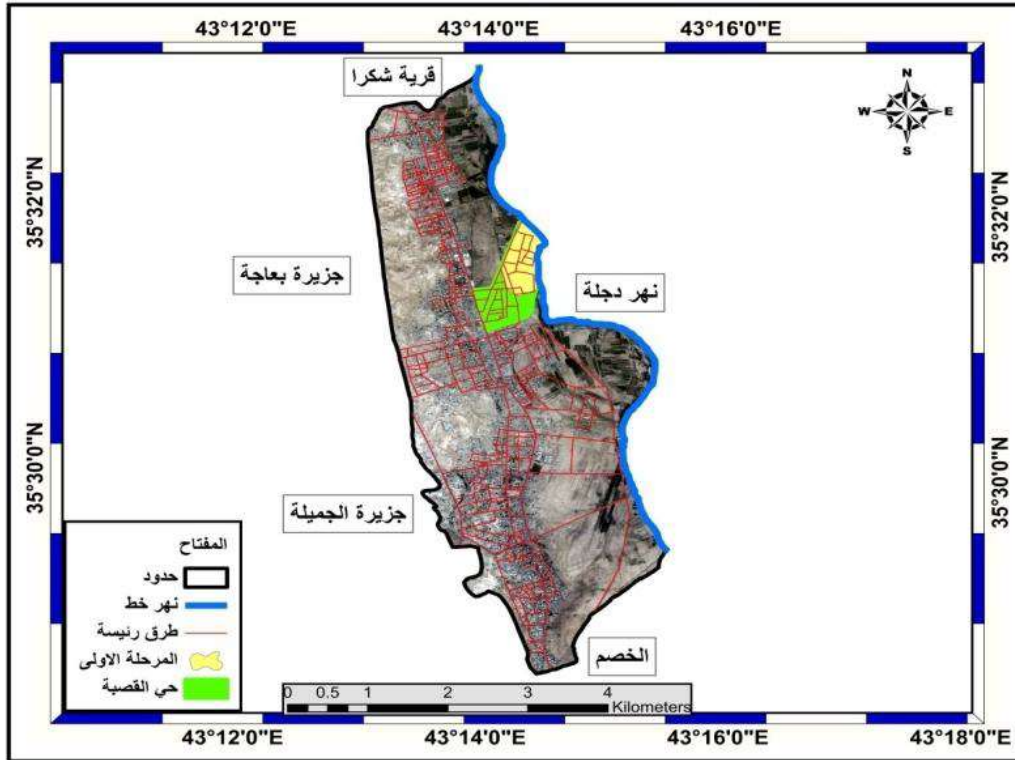 43°12'0"E 43°14'0"E 43°16'0"E
قرية شكرا
N
W E
S
35°32'0"N 35°32'0"N
جزيرة بعاجة
نهر دجلة
35°30'0"N 35°30'0"N
جزيرة الجميلة
المفتاح
حدود
نهر خط
طرق رئيسة
المرحلة الاولى
حي القصبة
الخصم
0 0.5 1 2 3 4
Kilometers
43°12'0"E 43°14'0"E 43°16'0"E 43°18'0"E